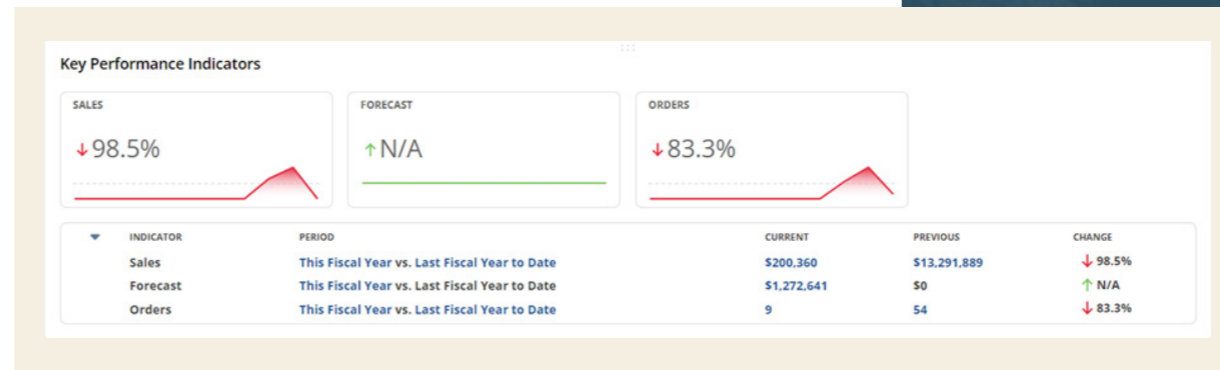 Key Performance Indicators
SALES FORECAST ORDERS
↓98.5% ↑N/A ↓83.3%
INDICATOR PERIOD CURRENT PREVIOUS CHANGE
Sales This Fiscal Year vs. Last Fiscal Year to Date $200,360 $13,291,889 ↓ 98.5%
Forecast This Fiscal Year vs. Last Fiscal Year to Date $1,272,641 $0 ↑ N/A
Orders This Fiscal Year vs. Last Fiscal Year to Date 9 54 ↓ 83.3%